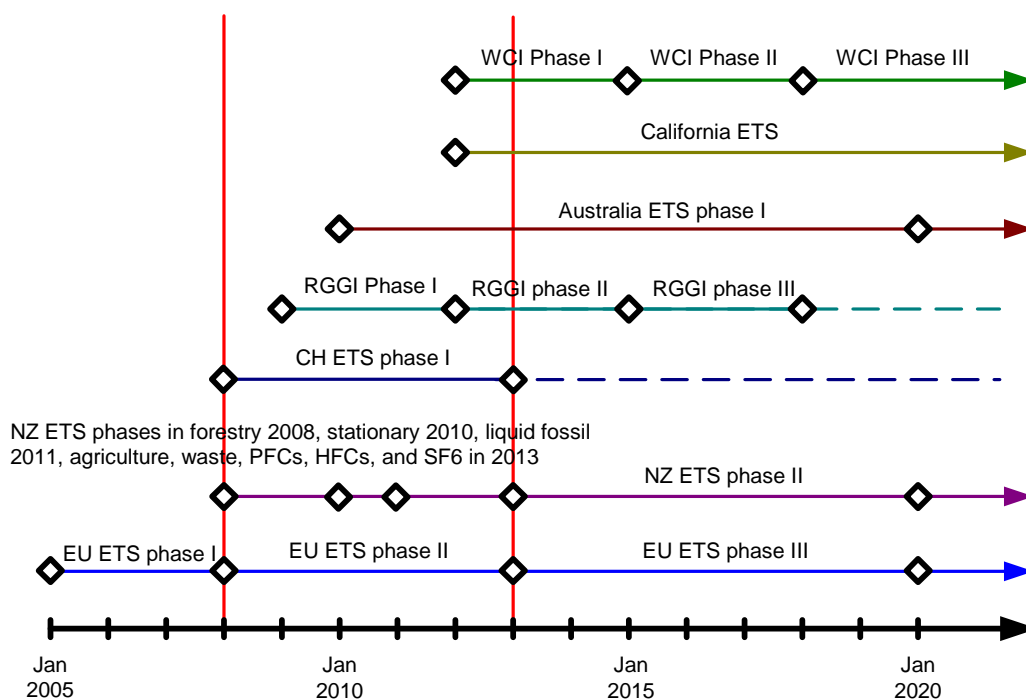 WCI Phase I
WCI Phase II
WCI Phase III
California ETS
Australia ETS phase I
RGGI Phase I
RGGI phase II
RGGI phase III
CH ETS phase I
NZ ETS phases in forestry 2008, stationary 2010, liquid fossil
2011, agriculture, waste, PFCs, HFCs, and SF6 in 2013
NZ ETS phase II
EU ETS phase I
EU ETS phase II
EU ETS phase III
Jan
2005
Jan
2010
Jan
2015
Jan
2020